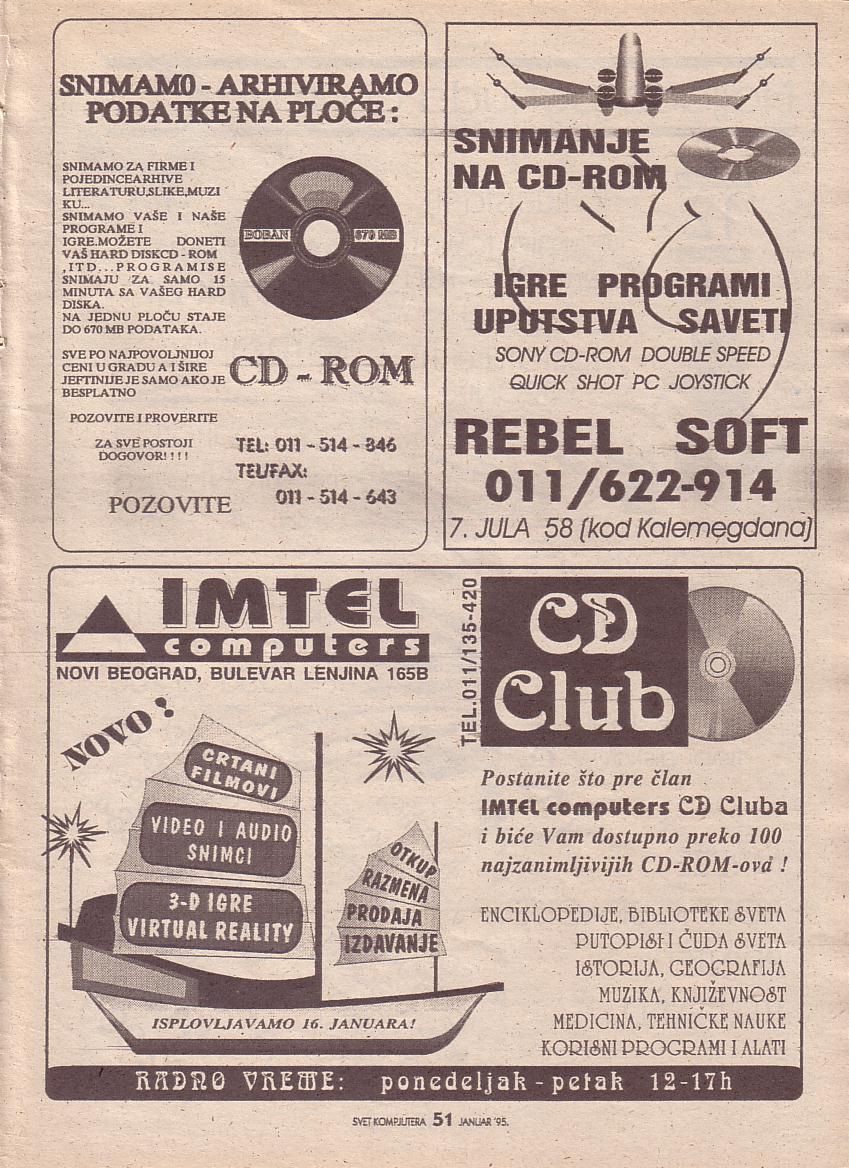 SNIMAM0 - ARHIVIRAMO
PODATKE NA PLOČE :
SNIMAMO ZA FIRME I
POJEDINCEARHIVE
LITERATURU,SLIKE,MUZI
KU...
SNIMAMO VAŠE I NAŠE
PROGRAME I
IGRE.MOŽETE DONETI
VAŠ HARD DISKCD - ROM
,ITD...PROGRAMI SE
SNIMAJU ZA SAMO 15
MINUTA SA VAŠEG HARD
DISKA.
NA JEDNU PLOČU STAJE
DO 670 MB PODATAKA.
BOBAN 670 MB
SVE PO NAJPOVOLJNIJOJ
CENI U GRADU A I ŠIRE
JEFTINIJE JE SAMO AKO JE
BESPLATNO
CD - ROM
POZOVITE I PROVERITE
ZA SVE POSTOJI
DOGOVOR!!!!
TEL: 011 - 514 - 846
TEL/FAX:
011 - 514 - 643
POZOVITE
SNIMANJE
NA CD-ROM
IGRE PROGRAMI
UPUTSTVA SAVETI
SONY CD-ROM DOUBLE SPEED
QUICK SHOT PC JOYSTICK
REBEL SOFT
011/622-914
7. JULA 58 (kod Kalemegdana)
IMTEL
computers
NOVI BEOGRAD, BULEVAR LENJINA 165B
NOVO !
CRTANI
FILMOVI
VIDEO I AUDIO
SNIMCI
3-D IGRE
VIRTUAL REALITY
OTKUP
RAZMENA
PRODAJA
IZDAVANJE
ISPLOVLJAVAMO 16. JANUARA!
TEL.011/135-420
CD
Club
Postanite što pre član
IMTEL computers CD Cluba
i biće Vam dostupno preko 100
najzanimljivijih CD-ROM-ova !
ENCIKLOPEDIJE, BIBLIOTEKE SVETA
PUTOPISI I ČUDA SVETA
ISTORIJA, GEOGRAFIJA
MUZIKA, KNJIŽEVNOST
MEDICINA, TEHNIČKE NAUKE
KORISNI PROGRAMI I ALATI
RADNO VREME: ponedeljak - petak 12-17h
SVET KOMPJUTERA 51 JANUAR '95.